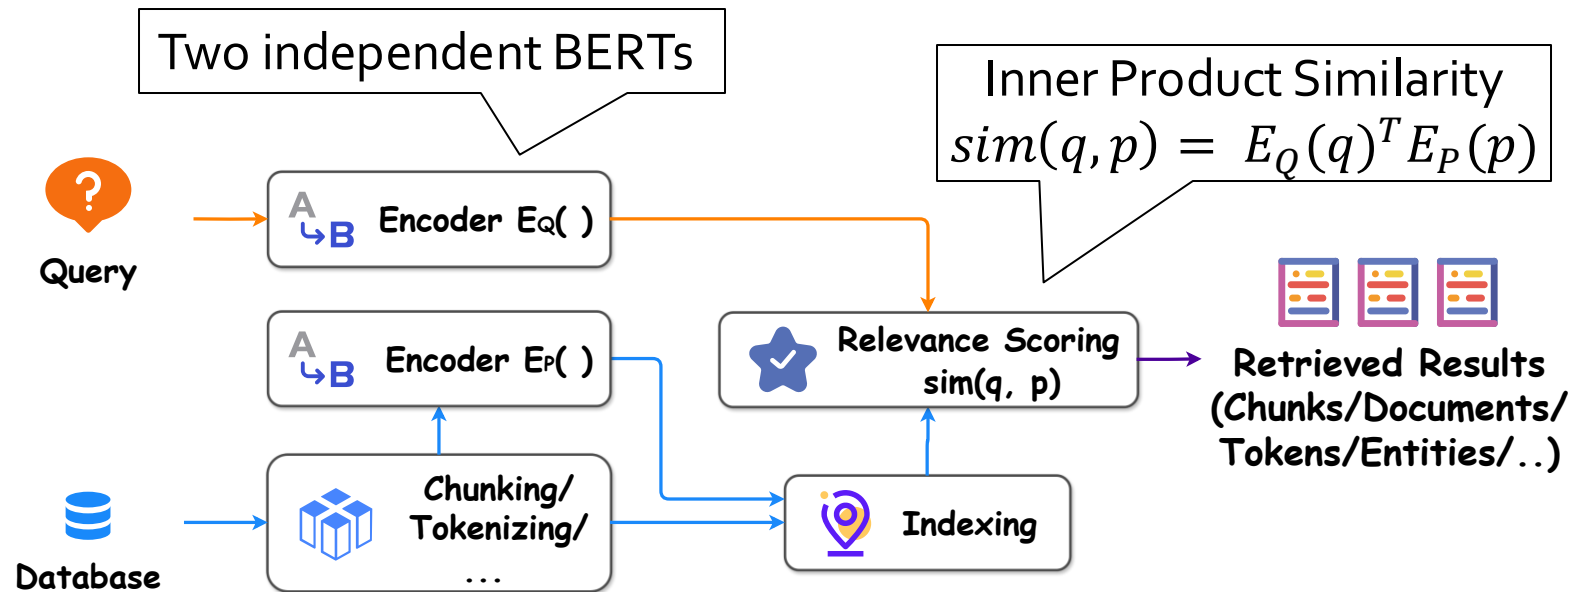 Two independent BERTs
Inner Product Similarity
sim(q, p) = E_Q(q)^T E_P(p)
?
Query
A
B
Encoder EQ( )
A
B
Encoder EP( )
Relevance Scoring
sim(q, p)
Retrieved Results
(Chunks/Documents/
Tokens/Entities/..)
Chunking/
Tokenizing/
...
Indexing
Database